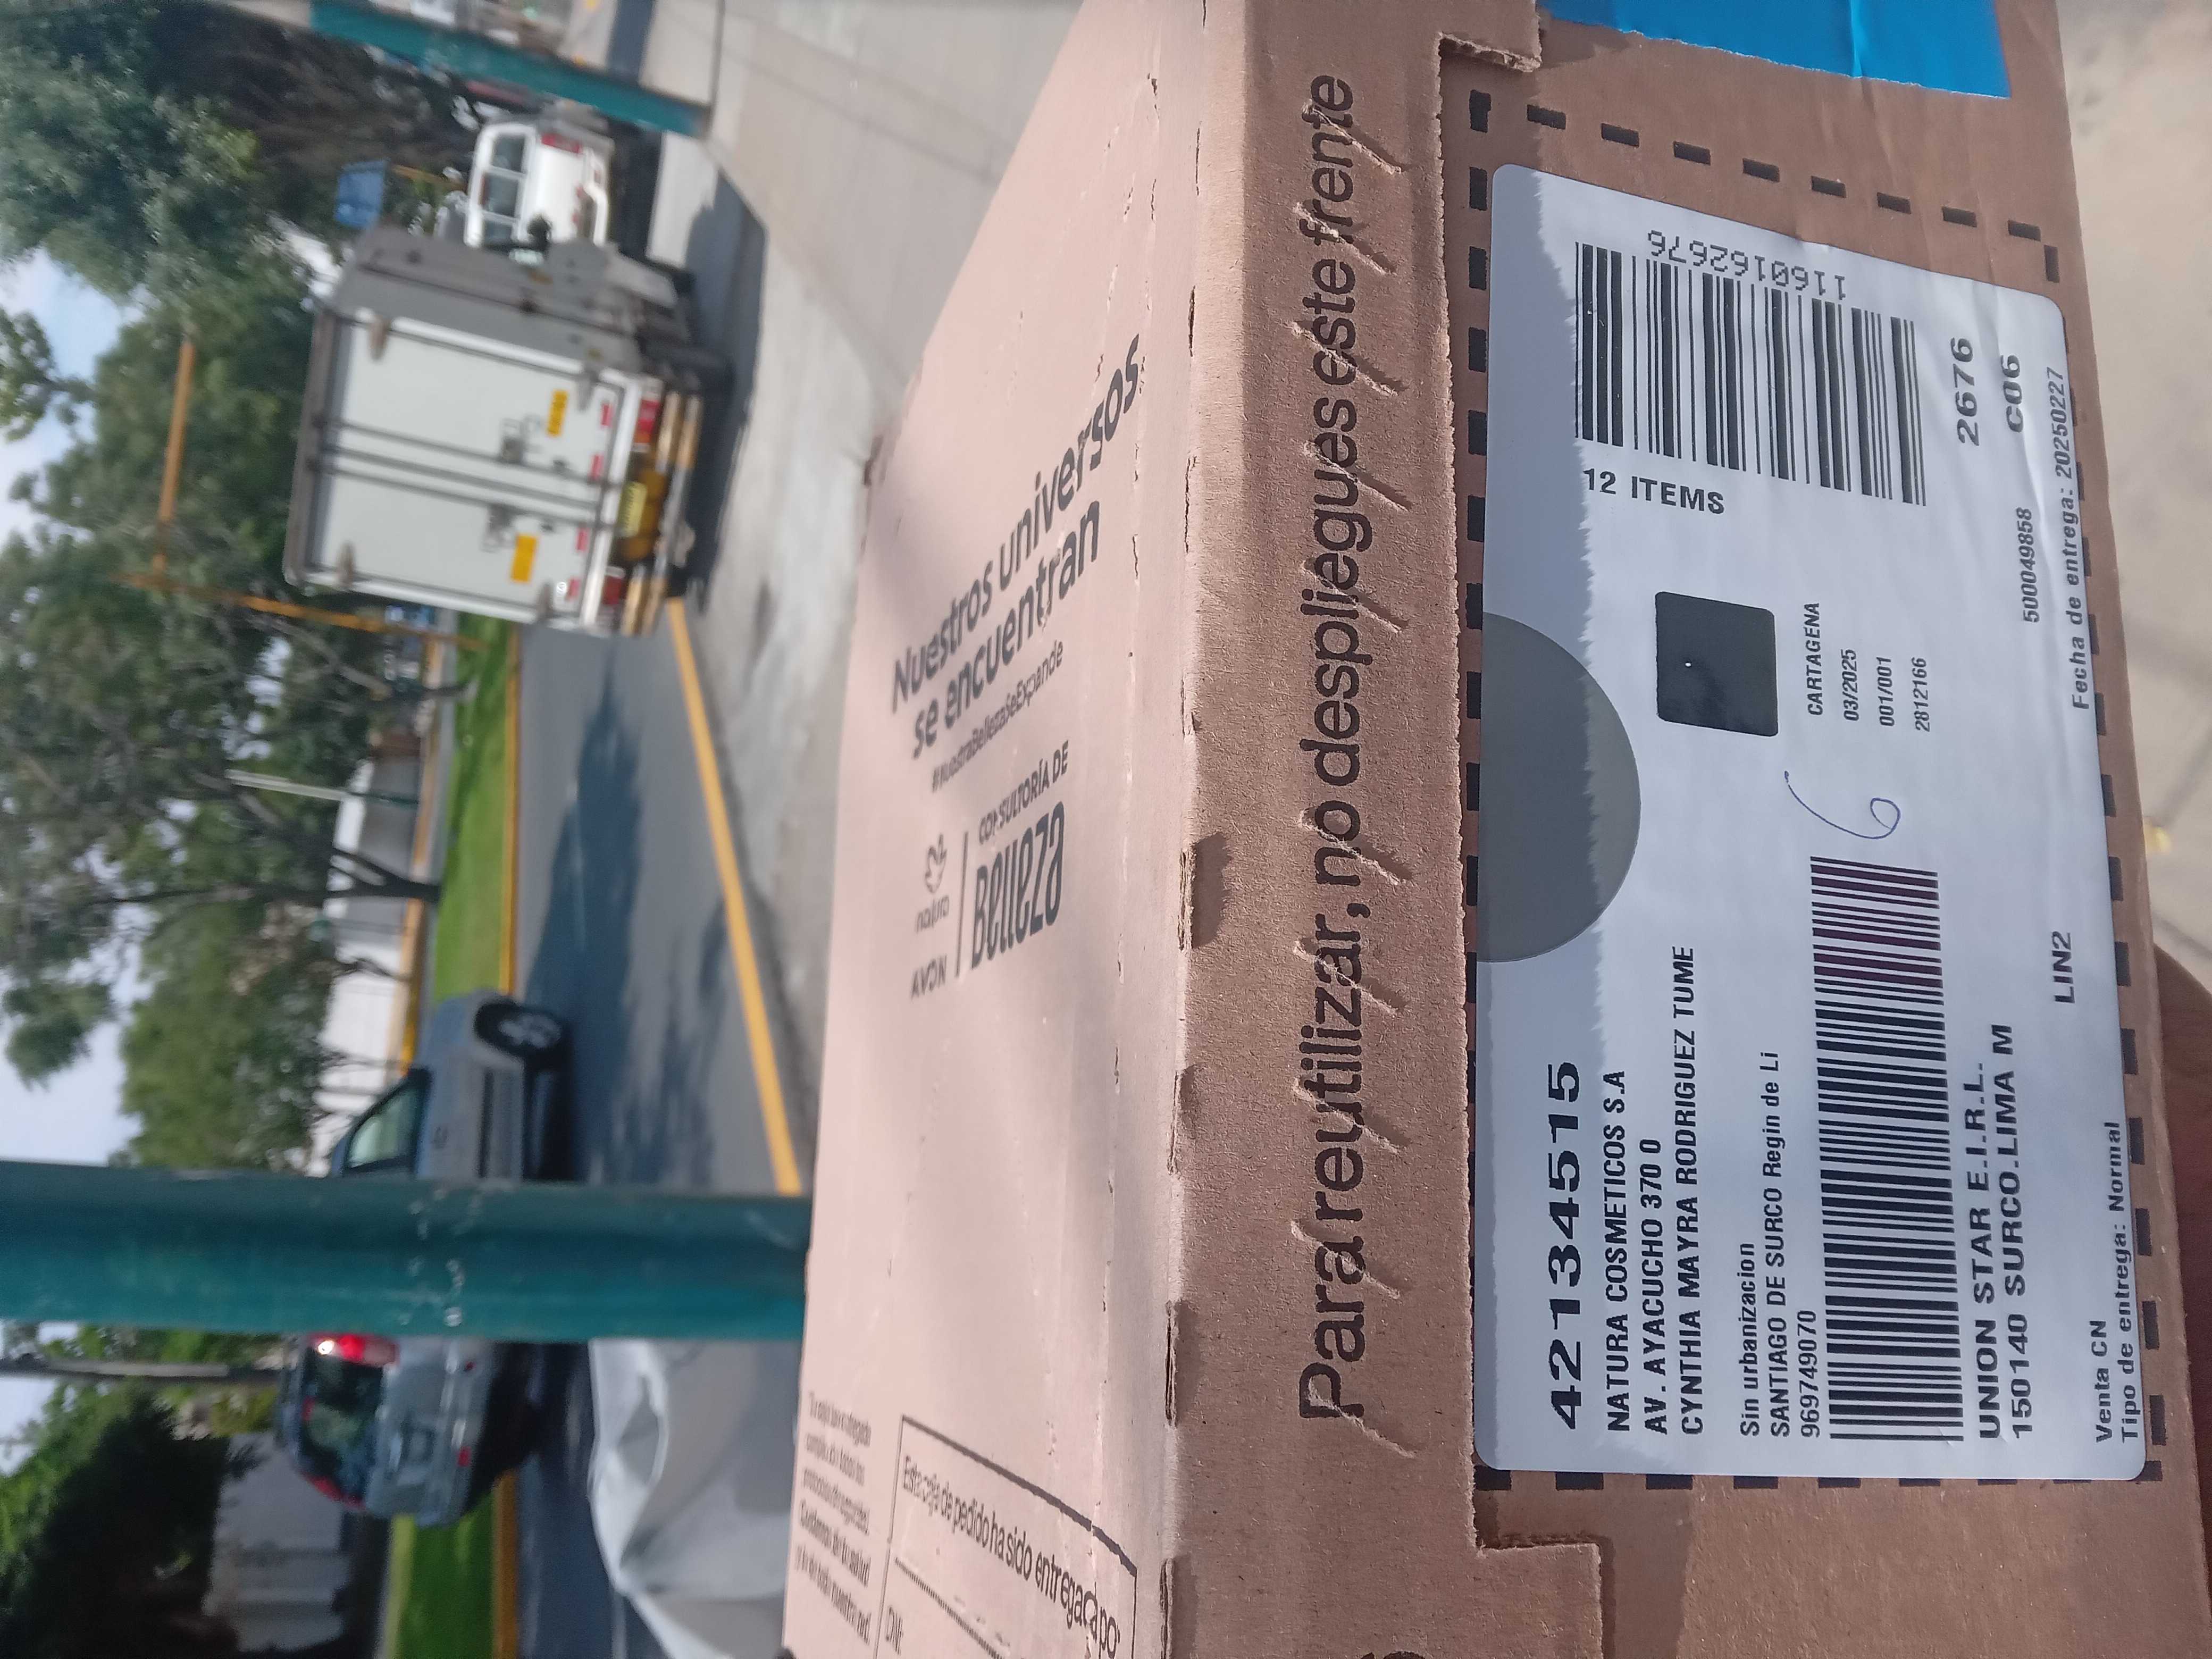 Nuestros universos
se encuentran
#NuestraBellezaSeExpande
AVON natura
CONSULTORÍA DE
Belleza
Esta caja de pedido ha sido entregada po
Para reutilizar, no despliegues este frente
421134515
NATURA COSMETICOS S.A
AV. AYACUCHO 370 0
CYNTHIA MAYRA RODRIGUEZ TUME
Sin urbanizacion
SANTIAGO DE SURCO Regin de Li
969749070
UNION STAR E.I.R.L.
150140 SURCO.LIMA M
LIN2
Venta CN
Tipo de entrega: Normal
12 ITEMS
1160162676
CARTAGENA
03/2025
001/001
2812166
6
2676
C06
500049858
Fecha de entrega: 20250227